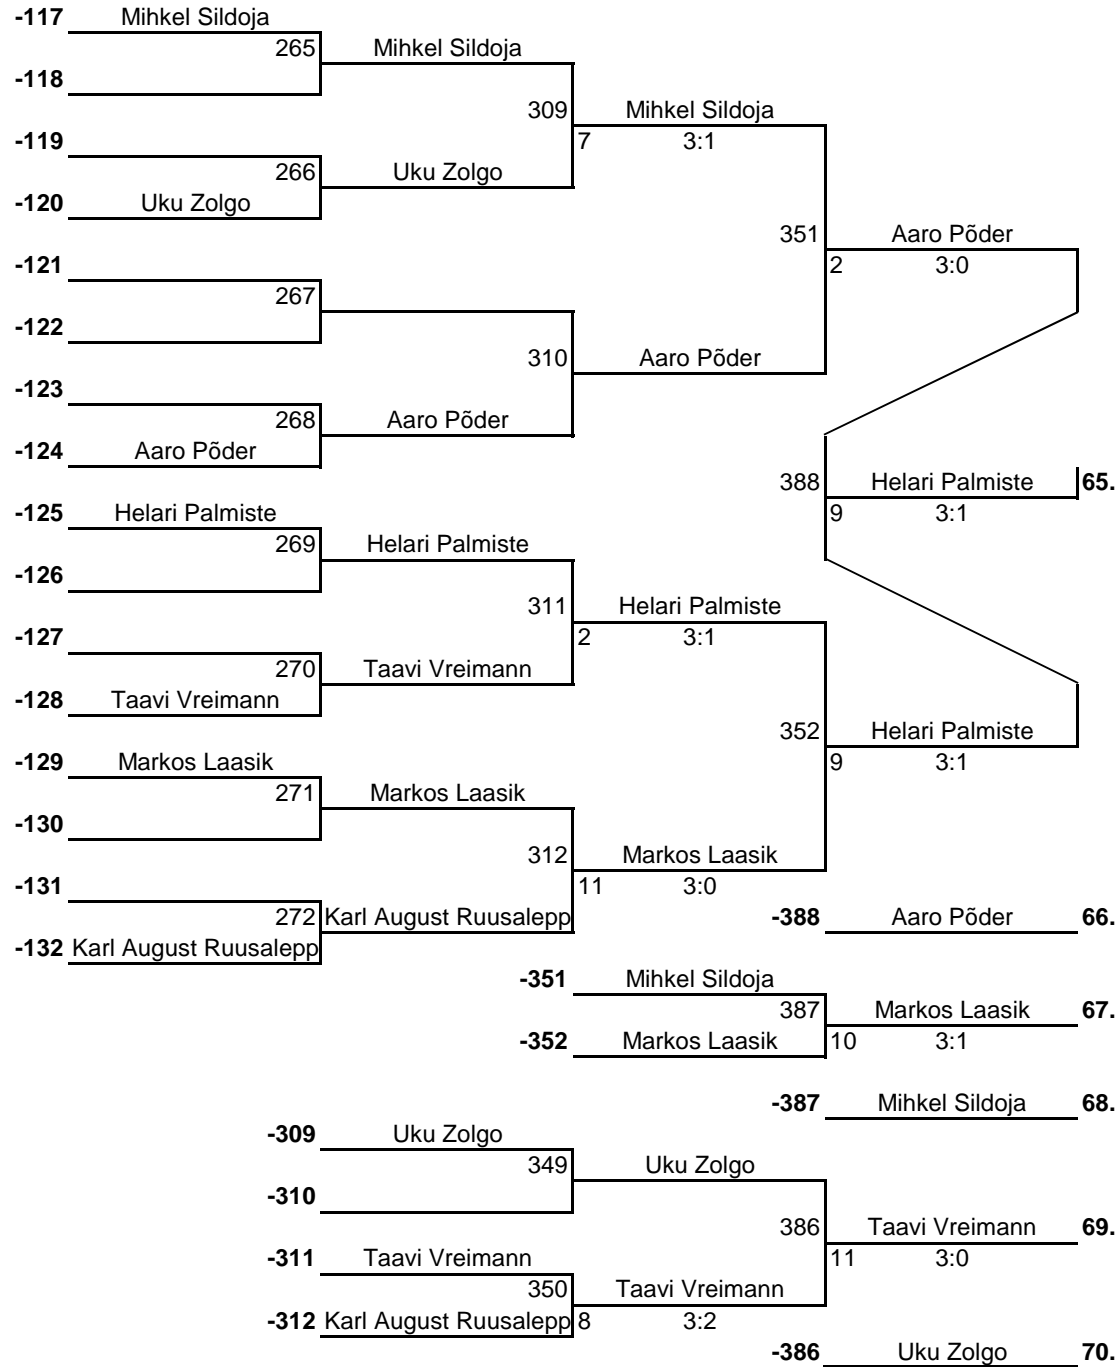 -117 Mihkel Sildoja
265 Mihkel Sildoja
-118
309 Mihkel Sildoja
-119 7 3:1
266 Uku Zolgo
-120 Uku Zolgo
351 Aaro Põder
-121 2 3:0
267
-122
310 Aaro Põder
-123
268 Aaro Põder
-124 Aaro Põder
388 Helari Palmiste 65.
-125 Helari Palmiste 9 3:1
269 Helari Palmiste
-126
311 Helari Palmiste
-127 2 3:1
270 Taavi Vreimann
-128 Taavi Vreimann
352 Helari Palmiste
-129 Markos Laasik 9 3:1
271 Markos Laasik
-130
312 Markos Laasik
-131 11 3:0
272 Karl August Ruusalepp -388 Aaro Põder 66.
-132 Karl August Ruusalepp
-351 Mihkel Sildoja
387 Markos Laasik 67.
-352 Markos Laasik 10 3:1
-387 Mihkel Sildoja 68.
-309 Uku Zolgo
349 Uku Zolgo
-310
386 Taavi Vreimann 69.
-311 Taavi Vreimann 11 3:0
350 Taavi Vreimann
-312 Karl August Ruusalepp 8 3:2
-386 Uku Zolgo 70.